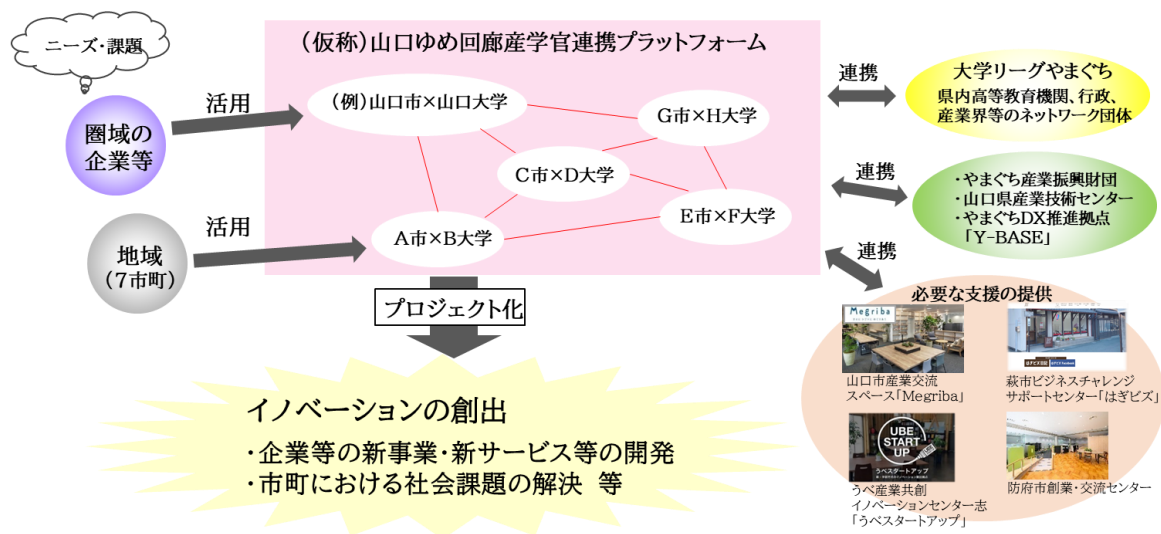 ニーズ・課題
(仮称)山口ゆめ回廊産学官連携プラットフォーム
圏域の
企業等
活用
地域
(7市町)
活用
(例)山口市×山口大学
G市×H大学
C市×D大学
E市×F大学
A市×B大学
連携
大学リーグやまぐち
県内高等教育機関、行政、
産業界等のネットワーク団体
連携
・やまぐち産業振興財団
・山口県産業技術センター
・やまぐちDX推進拠点
「Y-BASE」
連携
必要な支援の提供
Megriba
山口市産業交流
スペース「Megriba」
萩市ビジネスチャレンジ
サポートセンター「はぎビズ」
UBE
START
UP
うべスタートアップ
うべ産業共創
イノベーションセンター志
「うべスタートアップ」
防府市創業・交流センター
プロジェクト化
イノベーションの創出
・企業等の新事業・新サービス等の開発
・市町における社会課題の解決 等